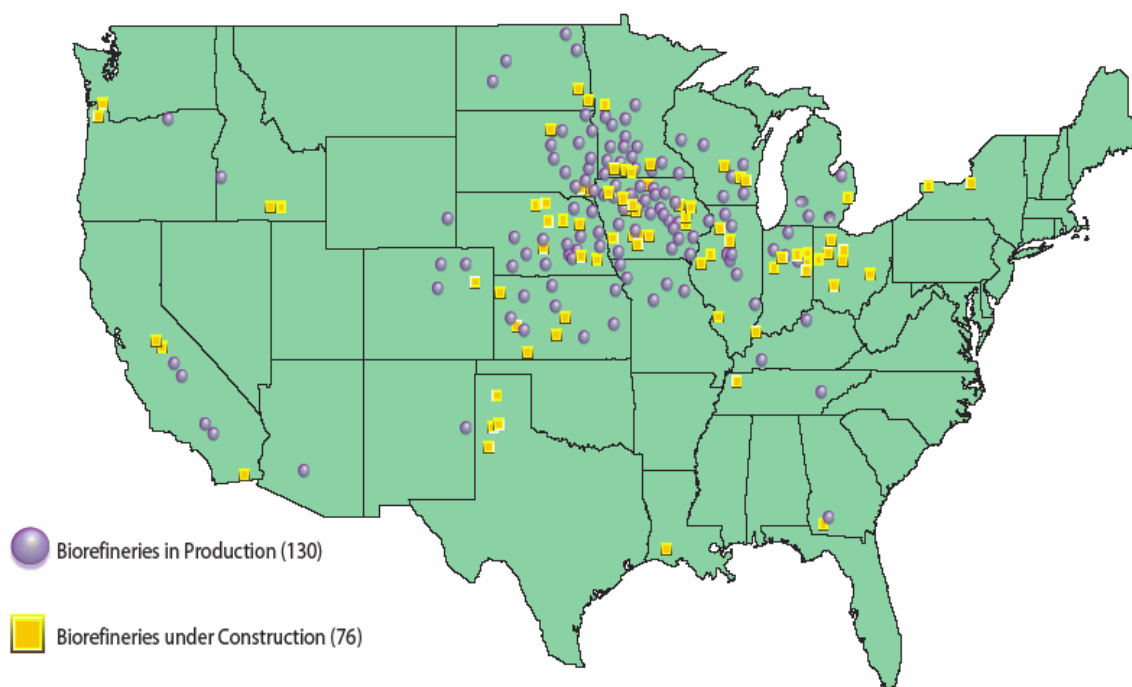 Biorefineries in Production (130)
Biorefineries under Construction (76)